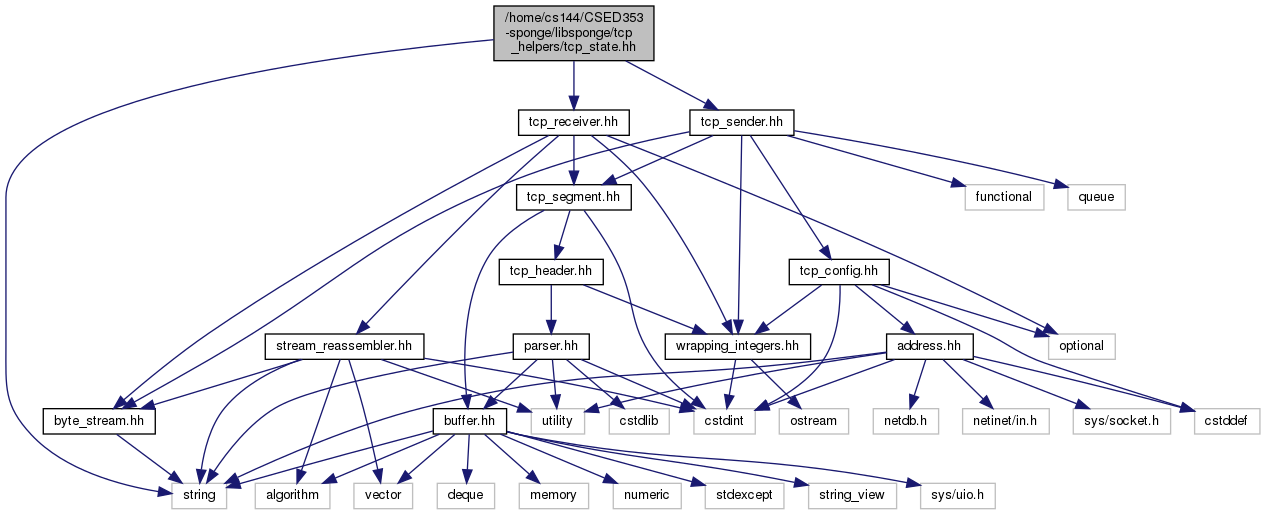 /home/cs144/CSED353
-sponge/libsponge/tcp
_helpers/tcp_state.hh
tcp_receiver.hh
tcp_sender.hh
tcp_segment.hh
functional
queue
tcp_header.hh
tcp_config.hh
stream_reassembler.hh
parser.hh
wrapping_integers.hh
address.hh
optional
byte_stream.hh
buffer.hh
utility
cstdlib
cstdint
ostream
netdb.h
netinet/in.h
sys/socket.h
cstddef
string
algorithm
vector
deque
memory
numeric
stdexcept
string_view
sys/uio.h